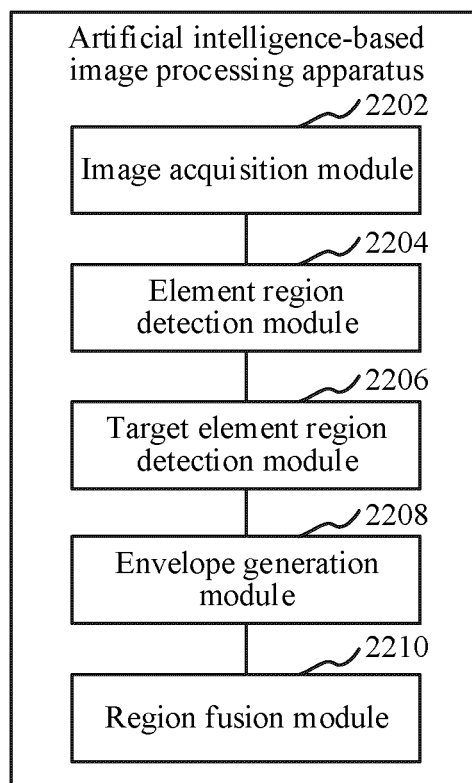 Artificial intelligence-based
image processing apparatus
2202
Image acquisition module
2204
Element region
detection module
2206
Target element region
detection module
2208
Envelope generation
module
2210
Region fusion module